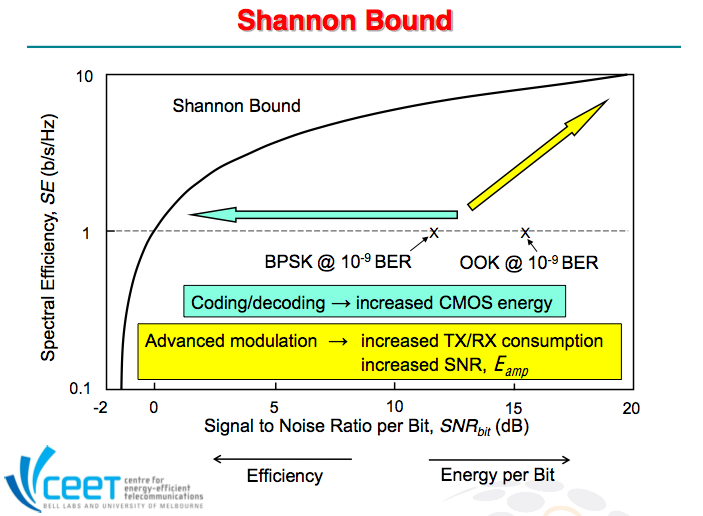 Shannon Bound
10
Shannon Bound
Spectral Efficiency, SE (b/s/Hz)
1
x
x
BPSK @ 10⁻⁹ BER
OOK @ 10⁻⁹ BER
Coding/decoding → increased CMOS energy
Advanced modulation → increased TX/RX consumption
increased SNR, E_amp
0.1
-2 0 5 10 15 20
Signal to Noise Ratio per Bit, SNR_bit (dB)
Efficiency
Energy per Bit
CEET
centre for
energy-efficient
telecommunications
BELL LABS AND UNIVERSITY OF MELBOURNE